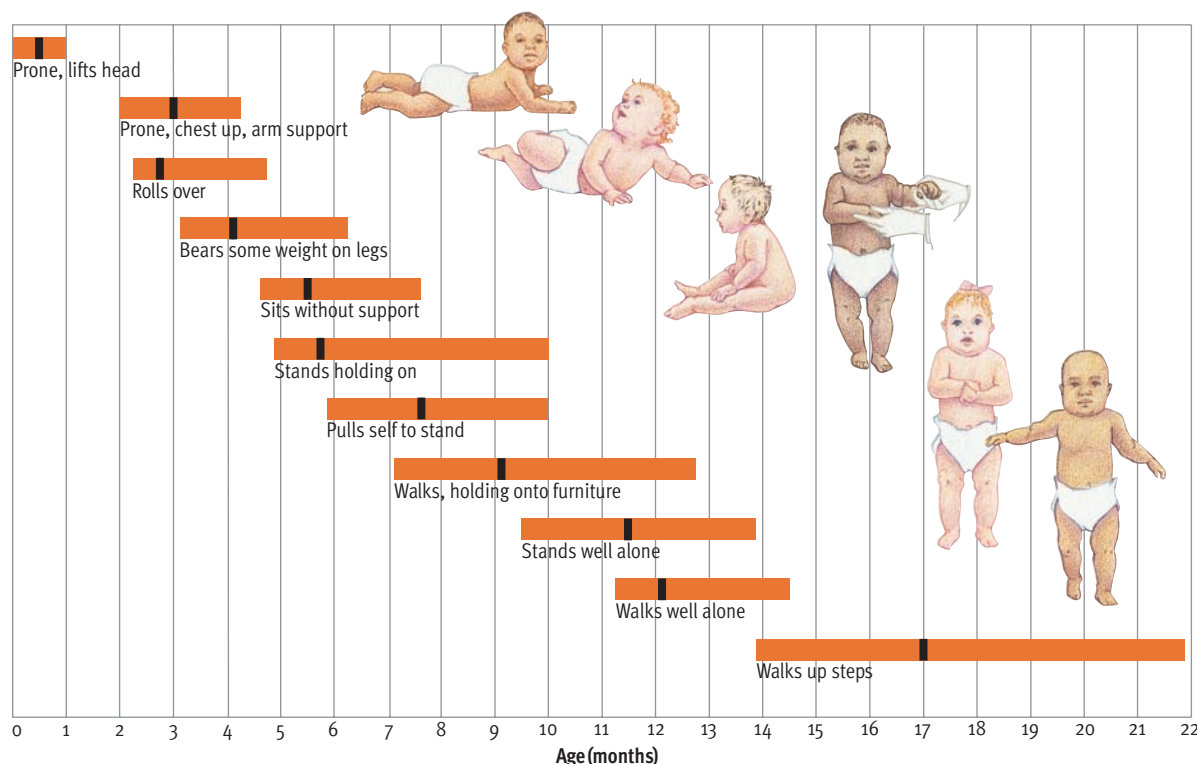 Prone, lifts head
Prone, chest up, arm support
Rolls over
Bears some weight on legs
Sits without support
Stands holding on
Pulls self to stand
Walks, holding onto furniture
Stands well alone
Walks well alone
Walks up steps
0 1 2 3 4 5 6 7 8 9 10 11 12 13 14 15 16 17 18 19 20 21 22
Age (months)